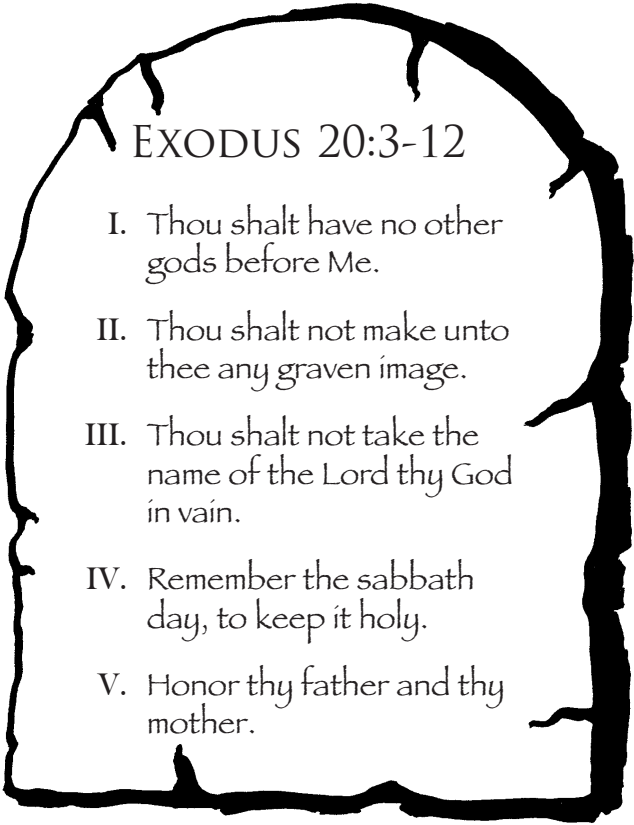 Exodus 20:3-12
I. Thou shalt have no other
gods before Me.
II. Thou shalt not make unto
thee any graven image.
III. Thou shalt not take the
name of the Lord thy God
in vain.
IV. Remember the sabbath
day, to keep it holy.
V. Honor thy father and thy
mother.